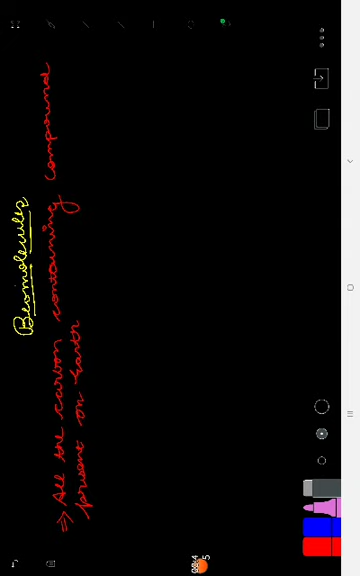 Biomolecules
⇒ All the carbon containing Compound
present on Earth